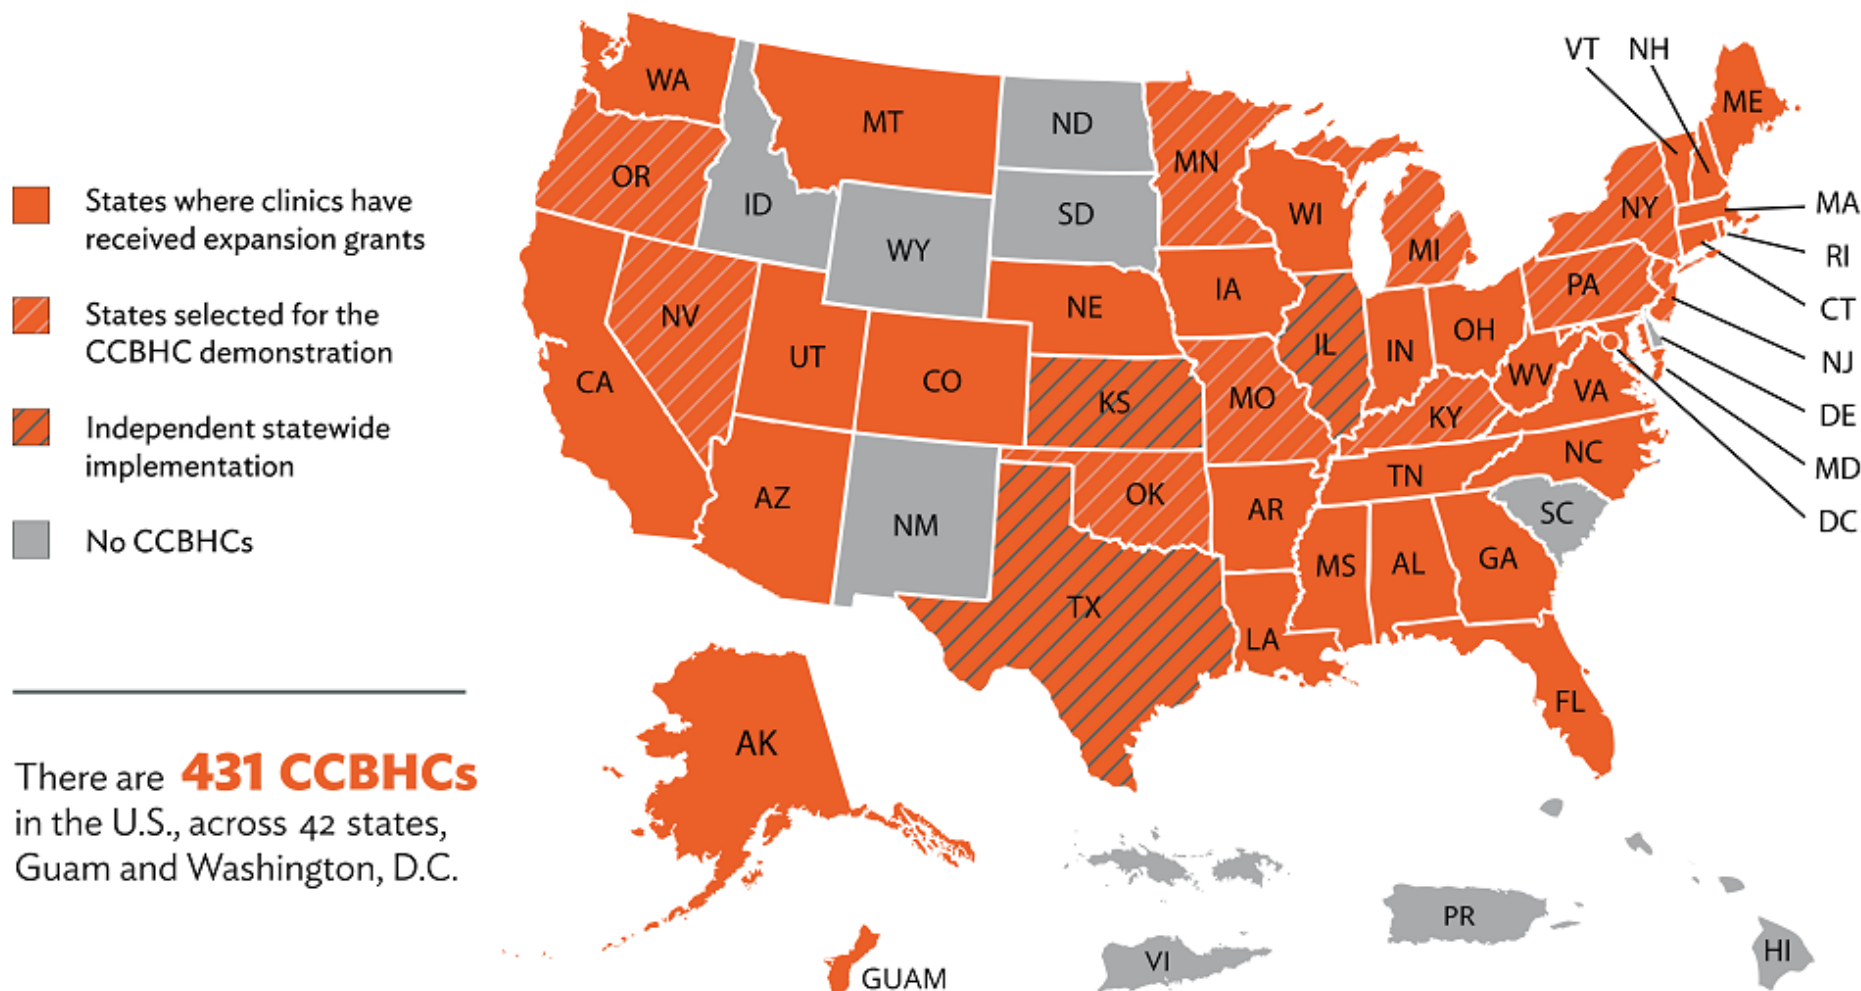 States where clinics have
received expansion grants
States selected for the
CCBHC demonstration
Independent statewide
implementation
No CCBHCs
There are 431 CCBHCs
in the U.S., across 42 states,
Guam and Washington, D.C.
VT NH
WA
ME
MT
ND
MN
OR
ID
SD
WI
NY
MA
WY
MI
RI
NV
NE
IA
PA
CT
UT
CO
IL
IN
OH
NJ
CA
KS
MO
WV
VA
DE
KY
NC
MD
AZ
NM
OK
AR
TN
SC
DC
TX
MS
AL
GA
LA
FL
AK
GUAM
VI
PR
HI